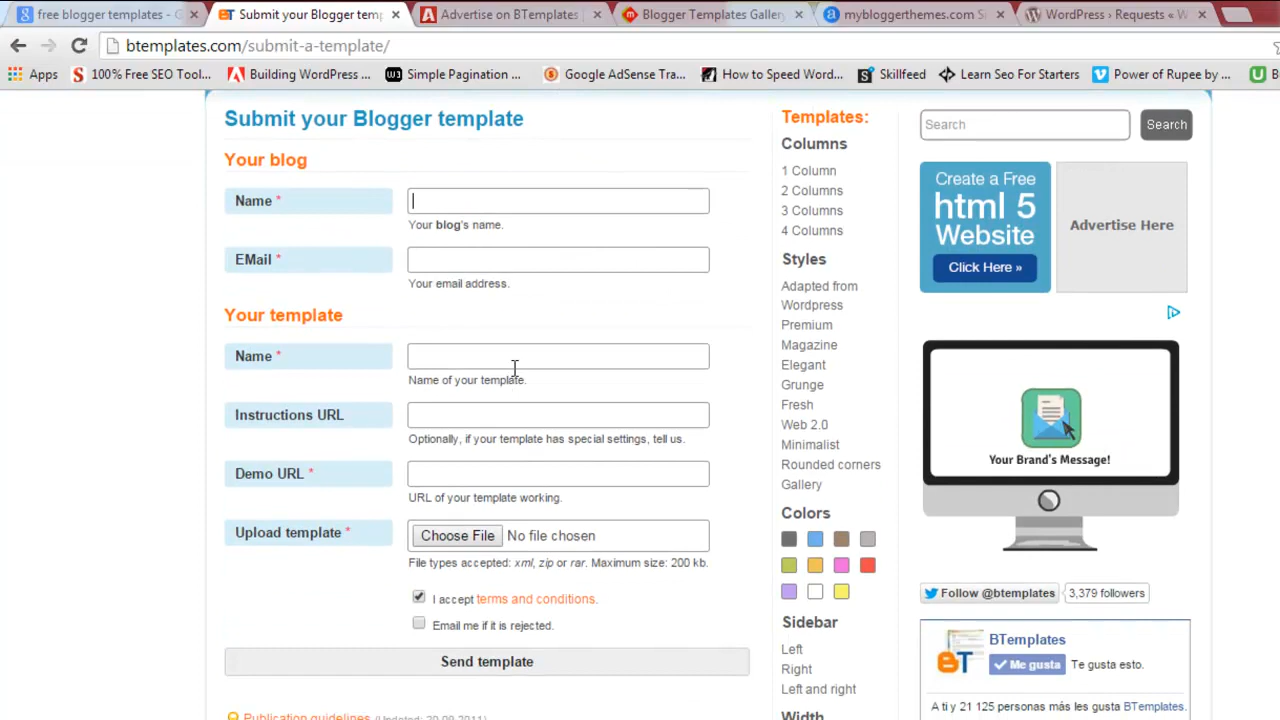 free blogger templates - G
Submit your Blogger temp
Advertise on BTemplates
Blogger Templates Gallery
mybloggerthemes.com S
WordPress › Requests « W
btemplates.com/submit-a-template/
Apps
100% Free SEO Tool...
Building WordPress ...
Simple Pagination ...
Google AdSense Tra...
How to Speed Word...
Skillfeed
Learn Seo For Starters
Power of Rupee by ...
Submit your Blogger template
Your blog
Name *
Your blog's name.
EMail *
Your email address.
Your template
Name *
Name of your template.
Instructions URL
Optionally, if your template has special settings, tell us.
Demo URL *
URL of your template working.
Upload template *
Choose File No file chosen
File types accepted: xml, zip or rar. Maximum size: 200 kb.
I accept terms and conditions.
Email me if it is rejected.
Send template
Publication guidelines (Updated: 20.09.2011)
Templates:
Columns
1 Column
2 Columns
3 Columns
4 Columns
Styles
Adapted from
Wordpress
Premium
Magazine
Elegant
Grunge
Fresh
Web 2.0
Minimalist
Rounded corners
Gallery
Colors
Sidebar
Left
Right
Left and right
Width
Search
Search
Create a Free
html 5
Website
Click Here »
Advertise Here
Your Brand's Message!
Follow @btemplates
3,379 followers
BT
BTemplates
Me gusta
Te gusta esto.
A ti y 21 125 personas más les gusta BTemplates.